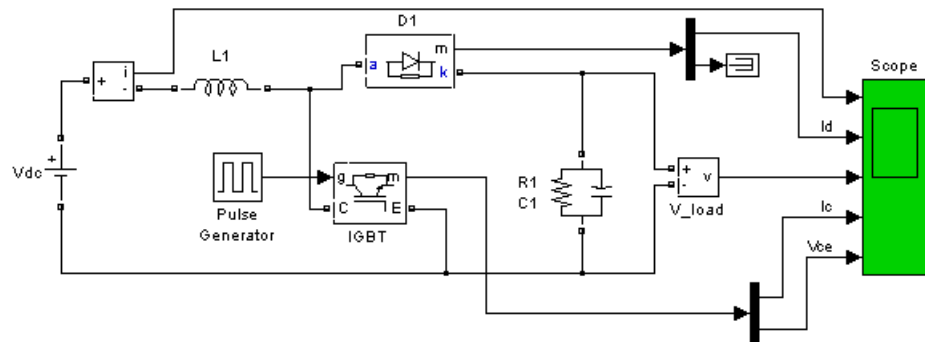 D1
L1
m
a
k
i
+
-
Scope
Id
Vdc
+
g
m
C
E
Pulse
Generator
IGBT
R1
C1
+
-
v
V_load
Ic
Vce